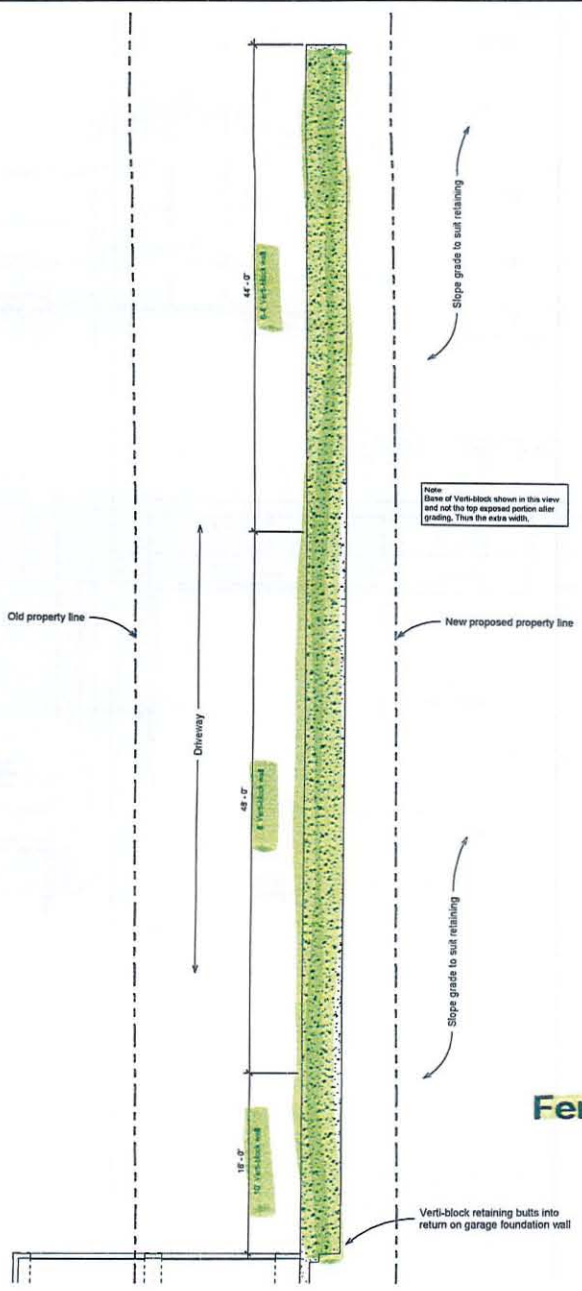 44' - 0"
Slope grade to suit retaining
Note
Base of Verti-block shown in this view
and not the top exposed portion after
grading. Thus the extra width.
Old property line
New proposed property line
Driveway
48' - 0"
8' Verti-block wall
Slope grade to suit retaining
Fer
16' - 0"
10' Verti-block wall
Verti-block retaining butts into
return on garage foundation wall